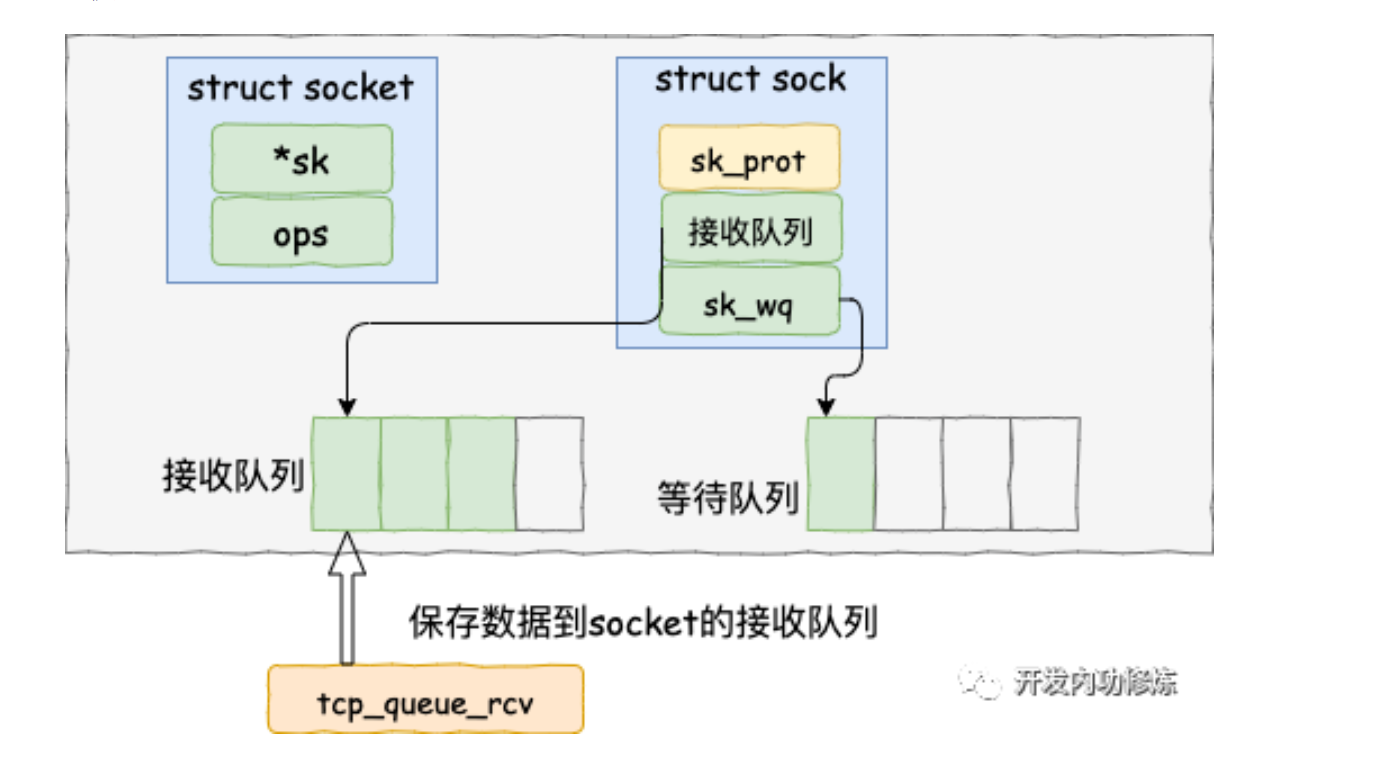 struct socket
*sk
ops
struct sock
sk_prot
接收队列
sk_wq
接收队列
等待队列
保存数据到socket的接收队列
tcp_queue_rcv
开发内功修炼